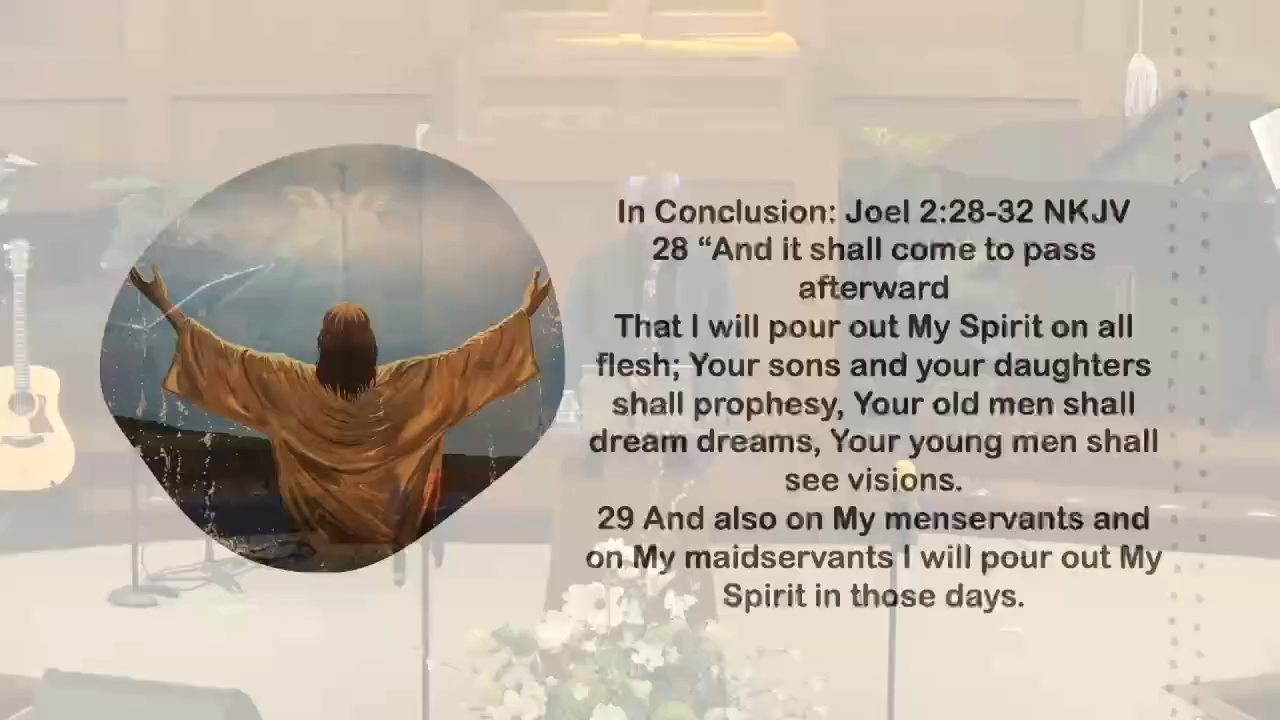 In Conclusion: Joel 2:28-32 NKJV
28 “And it shall come to pass
afterward
That I will pour out My Spirit on all
flesh; Your sons and your daughters
shall prophesy, Your old men shall
dream dreams, Your young men shall
see visions.
29 And also on My menservants and
on My maidservants I will pour out My
Spirit in those days.